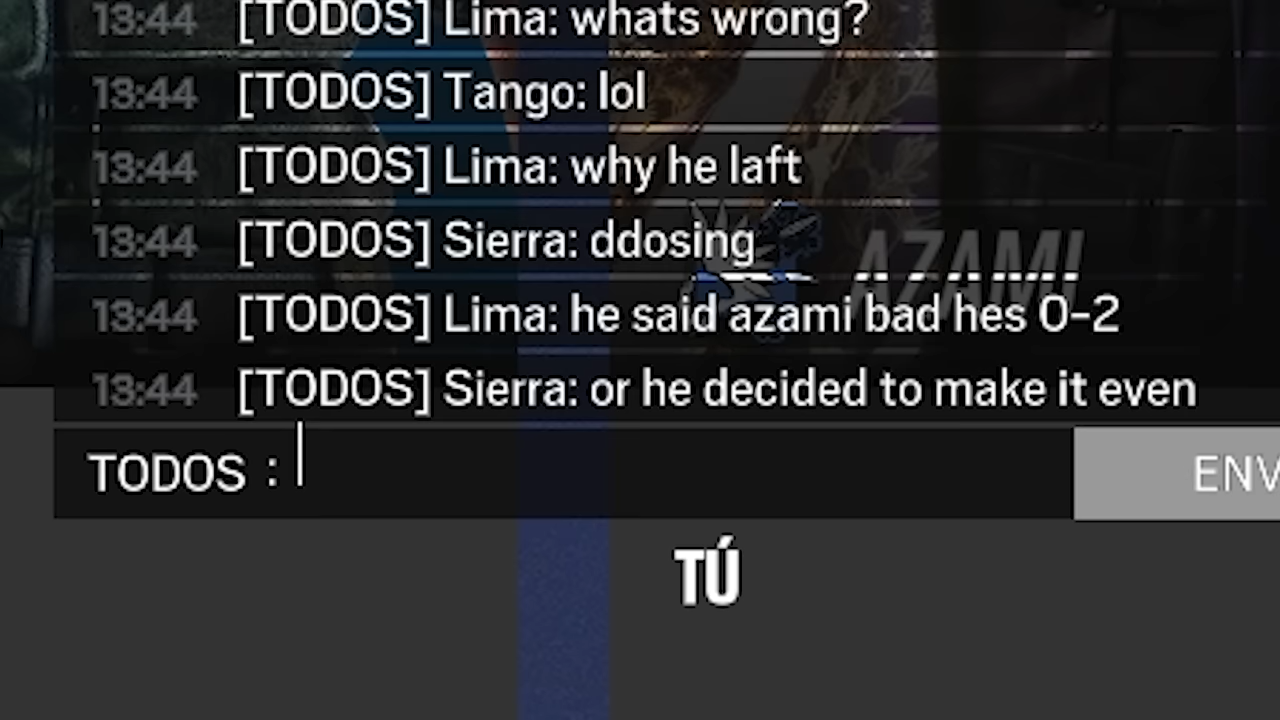 13:44 [TODOS] Lima: whats wrong?
13:44 [TODOS] Tango: lol
13:44 [TODOS] Lima: why he laft
13:44 [TODOS] Sierra: ddosing
AZAMI
13:44 [TODOS] Lima: he said azami bad hes 0-2
13:44 [TODOS] Sierra: or he decided to make it even
TODOS :
ENV
TÚ